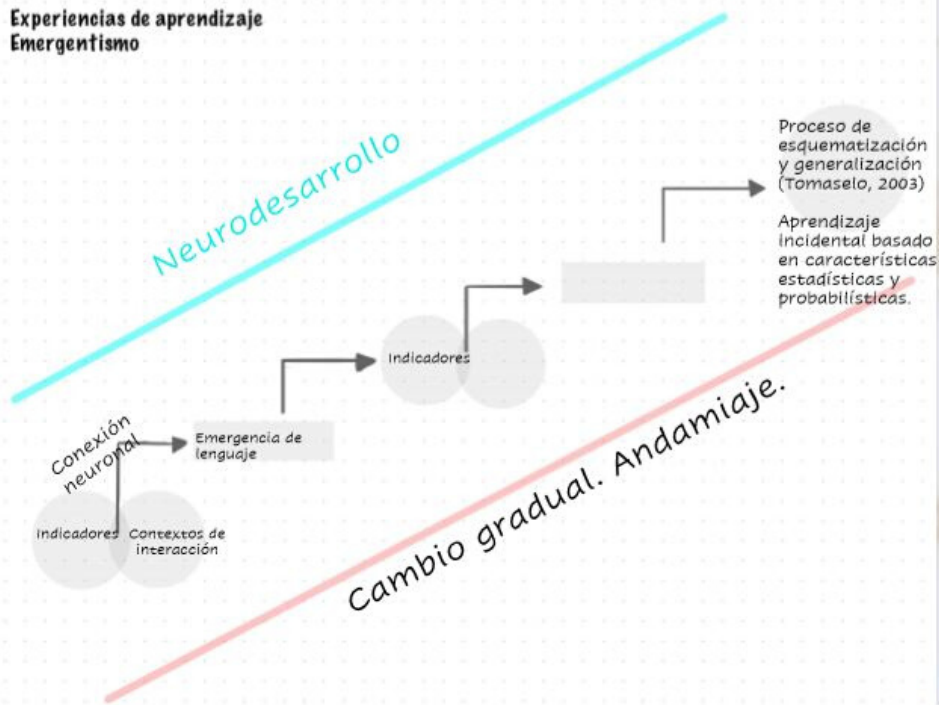 Experiencias de aprendizaje
Emergentismo
Neurodesarrollo
Proceso de
esquematización
y generalización
(Tomaselo, 2003)
Aprendizaje
incidental basado
en características
estadísticas y
probabilísticas.
Indicadores
Conexión
neuronal
Emergencia de
lenguaje
Indicadores
Contextos de
interacción
Cambio gradual. Andamiaje.